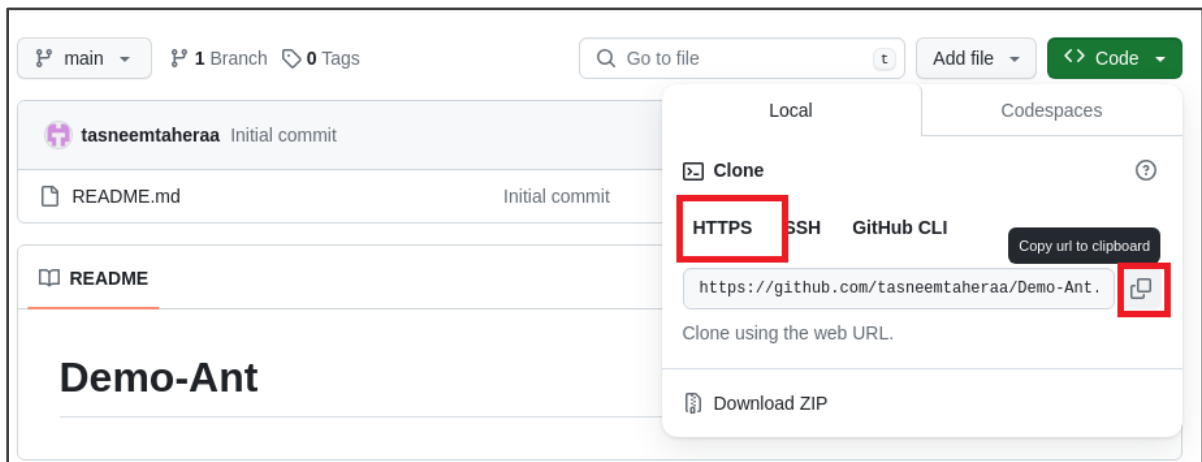 main 1 Branch 0 Tags Go to file t Add file Code
Local Codespaces
tasneemtaheraa Initial commit
Clone
README.md Initial commit
HTTPS SSH GitHub CLI
Copy url to clipboard
README
https://github.com/tasneemtaheraa/Demo-Ant.
Clone using the web URL.
Demo-Ant
Download ZIP